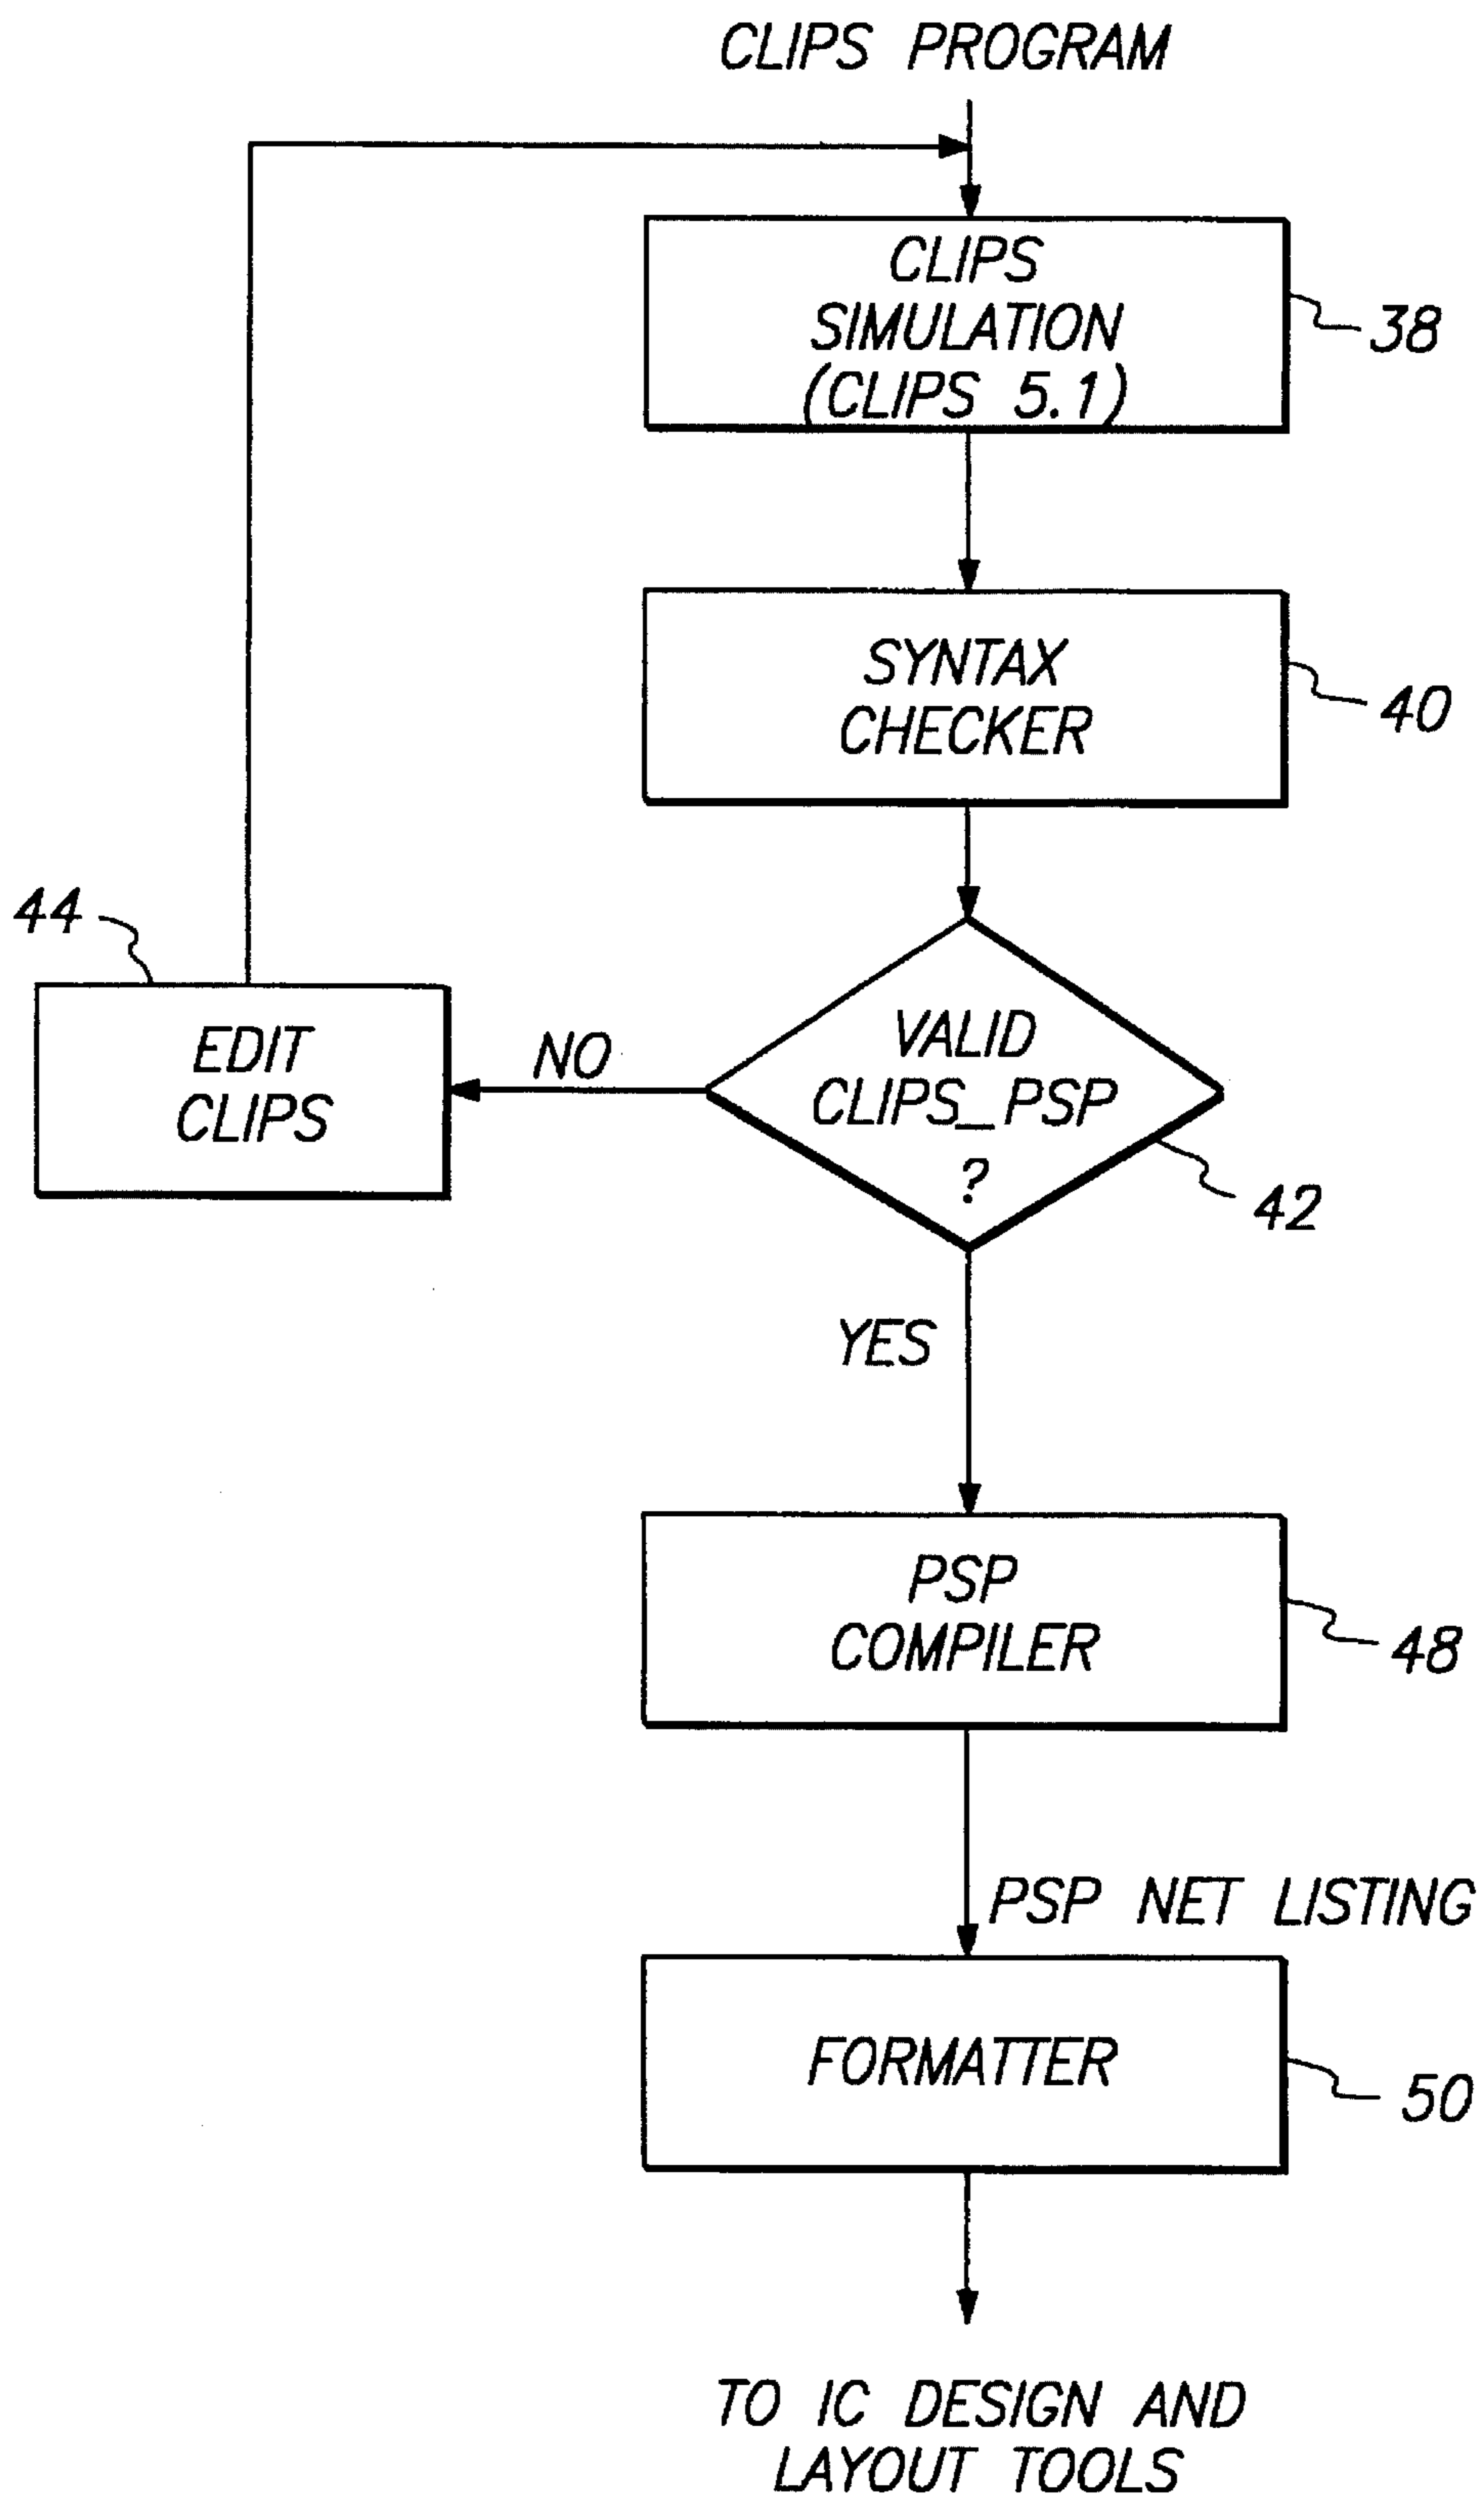 CLIPS PROGRAM
CLIPS
SIMULATION
(CLIPS 5.1)
38
SYNTAX
CHECKER
40
44
EDIT
CLIPS
NO
VALID
CLIPS_PSP
?
42
YES
PSP
COMPILER
48
PSP NET LISTING
FORMATTER
50
TO IC DESIGN AND
LAYOUT TOOLS